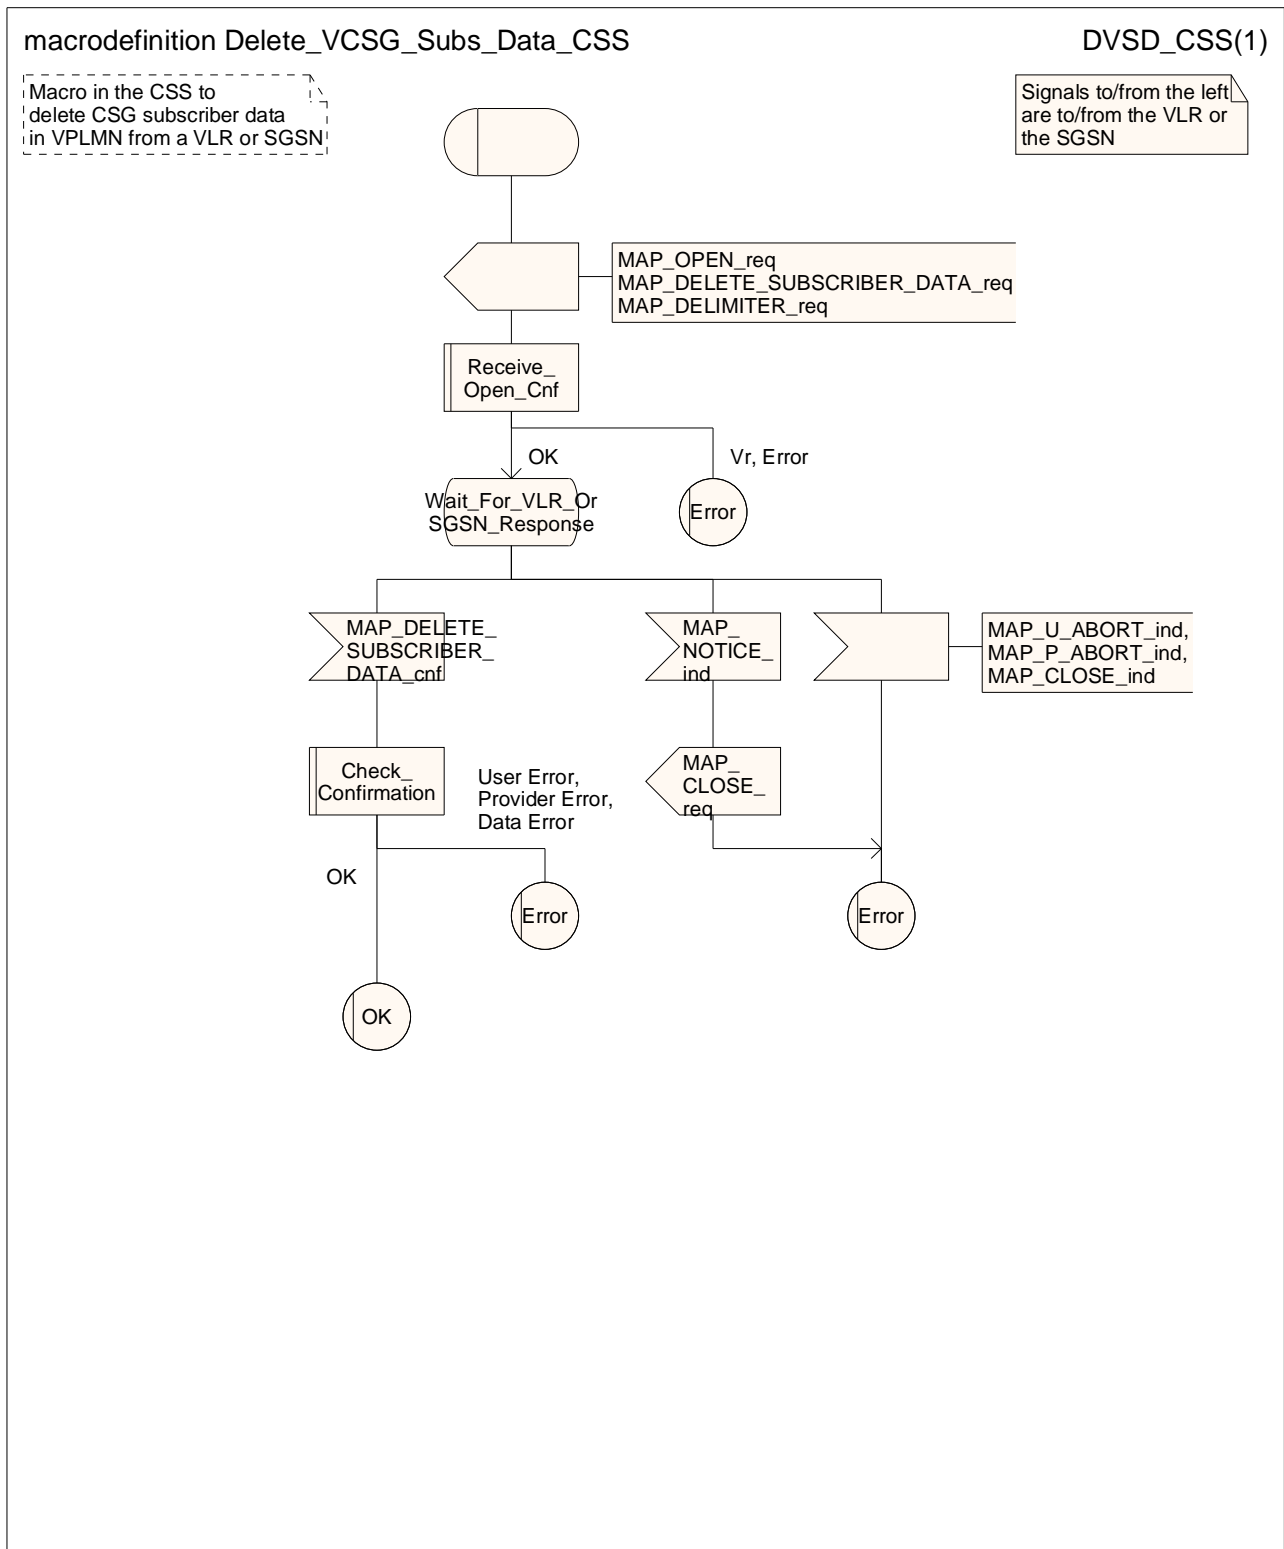 macrodefinition Delete_VCSG_Subs_Data_CSS
DVSD_CSS(1)
Macro in the CSS to
delete CSG subscriber data
in VPLMN from a VLR or SGSN
Signals to/from the left
are to/from the VLR or
the SGSN
MAP_OPEN_req
MAP_DELETE_SUBSCRIBER_DATA_req
MAP_DELIMITER_req
Receive_
Open_Cnf
OK
Vr, Error
Wait_For_VLR_Or
SGSN_Response
Error
MAP_DELETE_
SUBSCRIBER_
DATA_cnf
MAP_
NOTICE_
ind
MAP_U_ABORT_ind,
MAP_P_ABORT_ind,
MAP_CLOSE_ind
Check_
Confirmation
User Error,
Provider Error,
Data Error
MAP_
CLOSE_
req
OK
Error
Error
OK